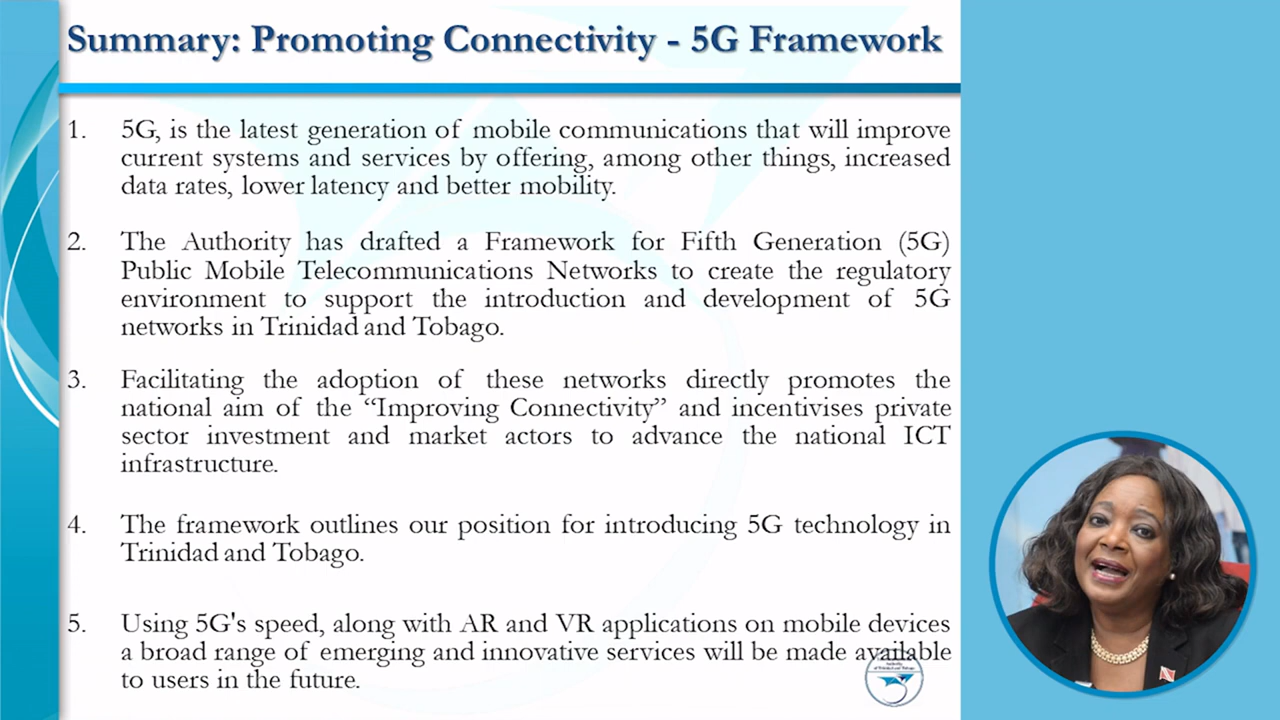 Summary: Promoting Connectivity - 5G Framework
1. 5G, is the latest generation of mobile communications that will improve
current systems and services by offering, among other things, increased
data rates, lower latency and better mobility.
2. The Authority has drafted a Framework for Fifth Generation (5G)
Public Mobile Telecommunications Networks to create the regulatory
environment to support the introduction and development of 5G
networks in Trinidad and Tobago.
3. Facilitating the adoption of these networks directly promotes the
national aim of the “Improving Connectivity” and incentivises private
sector investment and market actors to advance the national ICT
infrastructure.
4. The framework outlines our position for introducing 5G technology in
Trinidad and Tobago.
5. Using 5G's speed, along with AR and VR applications on mobile devices
a broad range of emerging and innovative services will be made available
to users in the future.